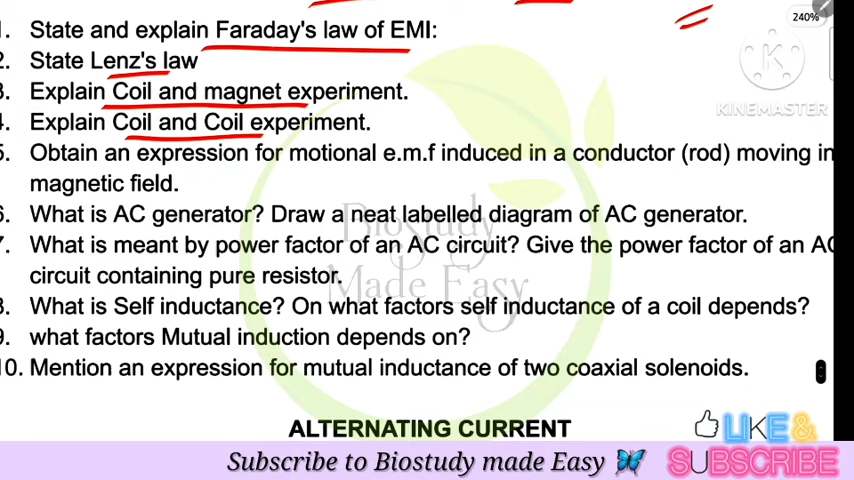 240%
1. State and explain Faraday's law of EMI:
2. State Lenz's law
KINEMASTER
3. Explain Coil and magnet experiment.
4. Explain Coil and Coil experiment.
5. Obtain an expression for motional e.m.f induced in a conductor (rod) moving in
magnetic field.
6. What is AC generator? Draw a neat labelled diagram of AC generator.
7. What is meant by power factor of an AC circuit? Give the power factor of an AC
circuit containing pure resistor.
Biostudy
Made Easy
8. What is Self inductance? On what factors self inductance of a coil depends?
9. what factors Mutual induction depends on?
10. Mention an expression for mutual inductance of two coaxial solenoids.
ALTERNATING CURRENT
LIKE &
SUBSCRIBE
Subscribe to Biostudy made Easy